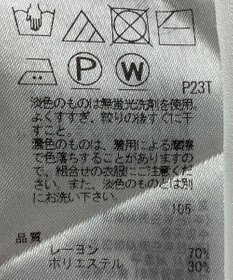 P W
P23T
淡色のものは無蛍光洗剤を使用、
よくすすぎ、絞りの後すぐに干
すこと。
濃色のものは、着用による摩擦
で色落ちすることがありますの
で、組合せの衣服にご注意くだ
さい。また、淡色のものとは別
にお洗い下さい。
105
品質
レーヨン 70%
ポリエステル 30%